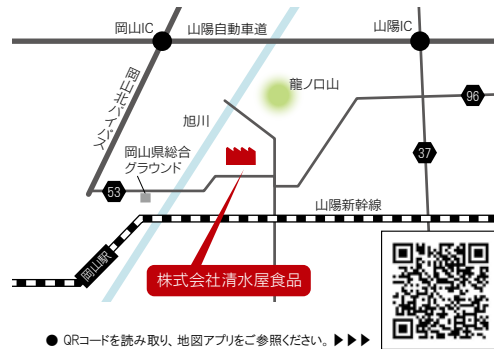 岡山IC
山陽自動車道
山陽IC
岡山北バイパス
龍ノ口山
96
旭川
岡山県総合
グラウンド
37
53
山陽新幹線
岡山駅
株式会社清水屋食品
● QRコードを読み取り、地図アプリをご参照ください。▶▶▶